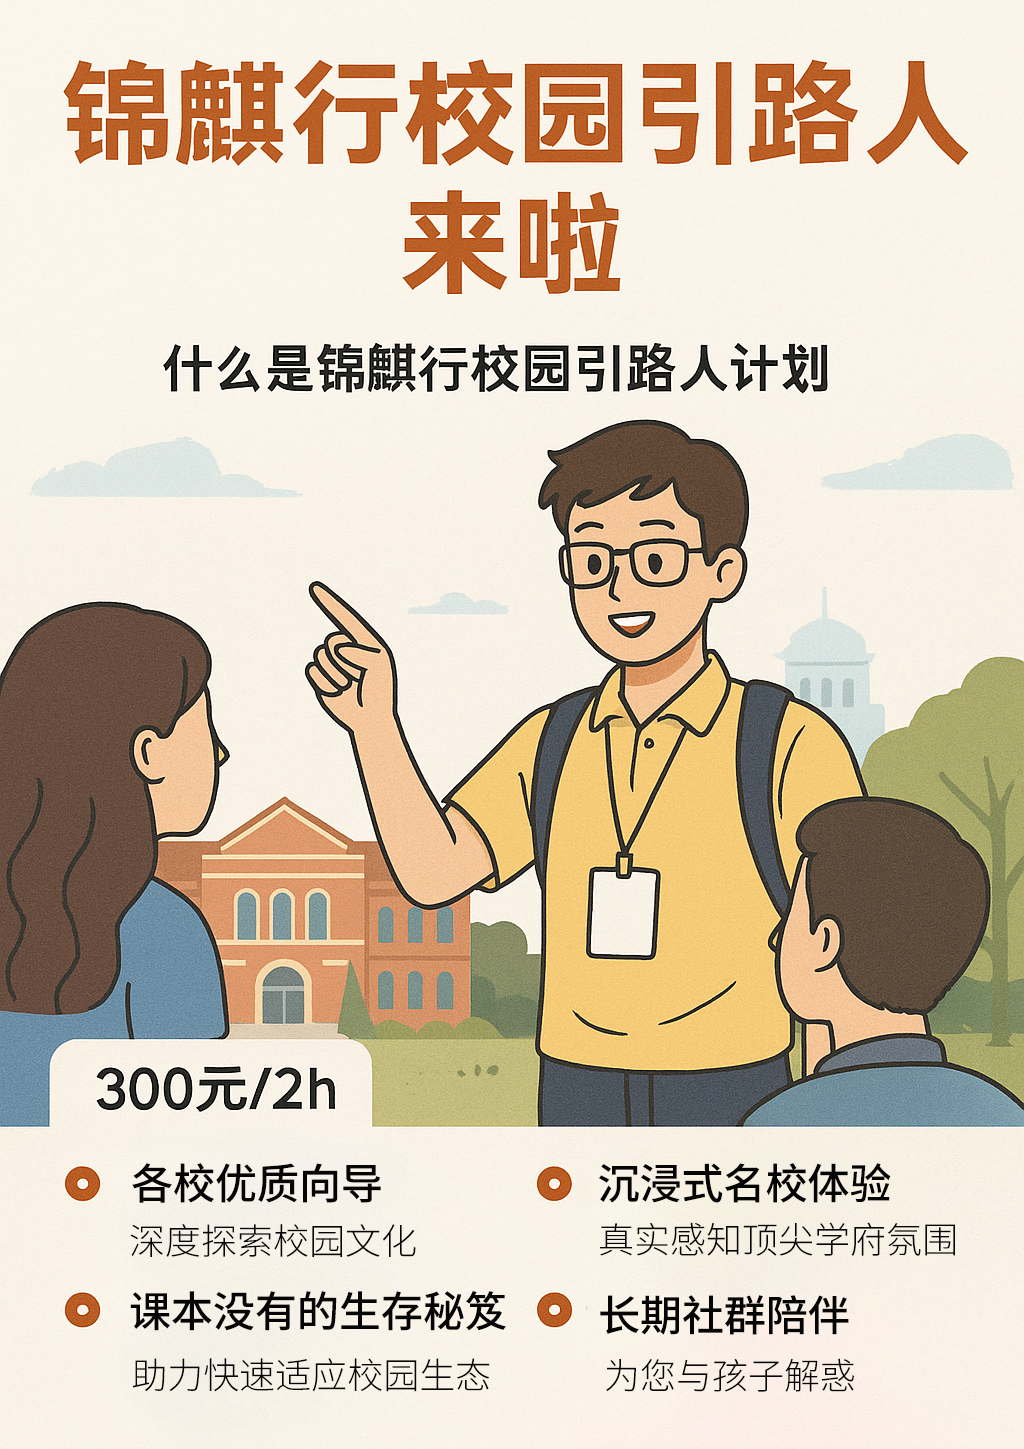 锦麒行校园引路人
来啦
什么是锦麒行校园引路人计划
300元/2h
各校优质向导
深度探索校园文化
沉浸式名校体验
真实感知顶尖学府氛围
课本没有的生存秘笈
助力快速适应校园生态
长期社群陪伴
为您与孩子解惑